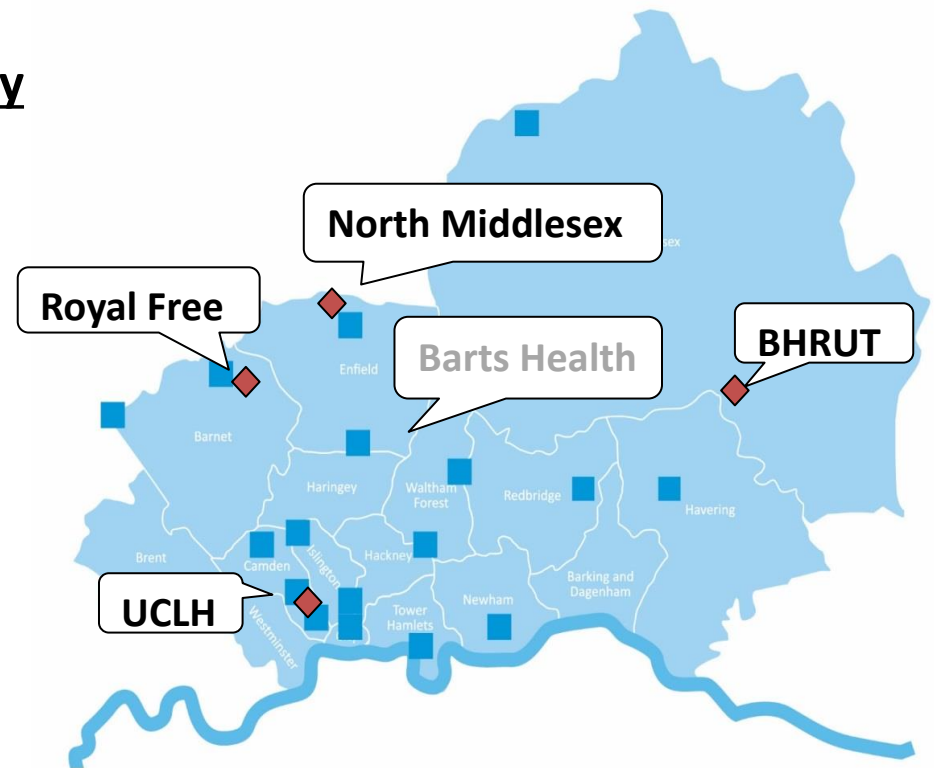 y
North Middlesex
sex
Royal Free
Barts Health
BHRUT
Enfield
Barnet
Haringey
Waltham
Forest
Redbridge
Havering
Brent
Camden
Islington
Hackney
Barking and
Dagenham
UCLH
Westminster
Tower
Hamlets
Newham